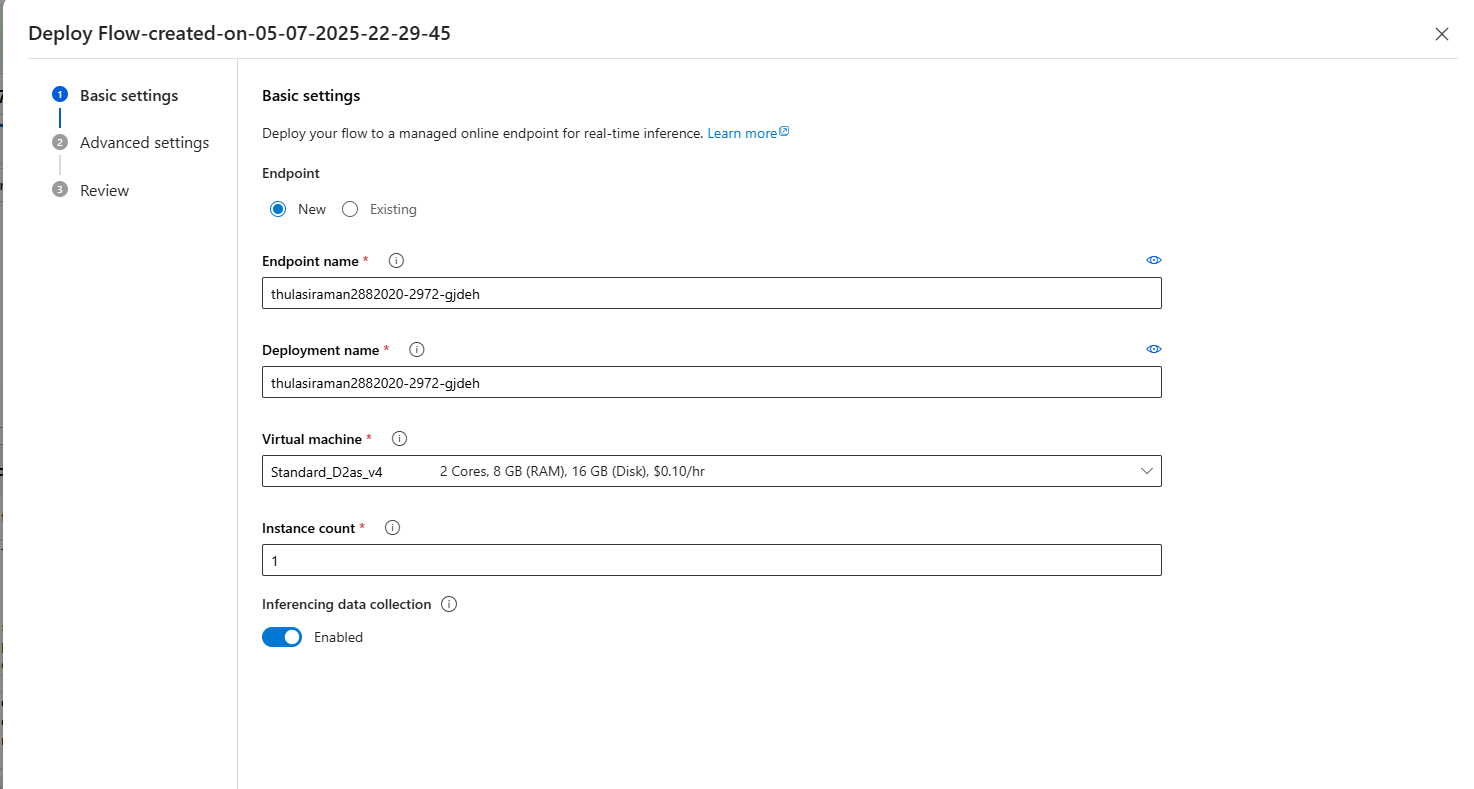 Deploy Flow-created-on-05-07-2025-22-29-45
1 Basic settings
2 Advanced settings
3 Review
Basic settings
Deploy your flow to a managed online endpoint for real-time inference. Learn more
Endpoint
New Existing
Endpoint name *
thulasiraman2882020-2972-gjdeh
Deployment name *
thulasiraman2882020-2972-gjdeh
Virtual machine *
Standard_D2as_v4 2 Cores, 8 GB (RAM), 16 GB (Disk), $0.10/hr
Instance count *
1
Inferencing data collection
Enabled